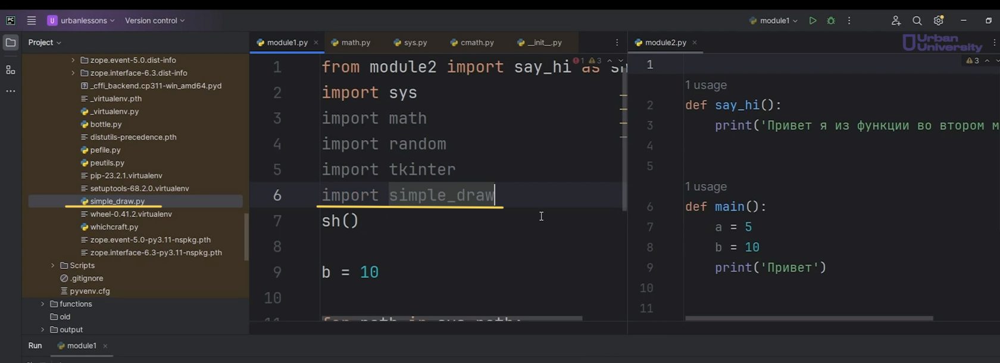 PC
U urbanlessons
Version control
module1
Project
module1.py
math.py
sys.py
cmath.py
__init__.py
module2.py
Urban
University
zope.event-5.0.dist-info
zope.interface-6.3.dist-info
_cffi_backend.cp311-win_amd64.pyd
_virtualenv.pth
_virtualenv.py
bottle.py
distutils-precedence.pth
pefile.py
peutils.py
pip-23.2.1.virtualenv
setuptools-68.2.0.virtualenv
simple_draw.py
wheel-0.41.2.virtualenv
whichcraft.py
zope.event-5.0-py3.11-nspkg.pth
zope.interface-6.3-py3.11-nspkg.pth
Scripts
.gitignore
pyvenv.cfg
functions
old
output
1 from module2 import say_hi as sh
1 3
2 import sys
3 import math
4 import random
5 import tkinter
6 import simple_draw
7 sh()
8
9 b = 10
10
11 for path in sys.path:
1
3
1 usage
2 def say_hi():
3 print('Привет я из функции во втором м
4
5
1 usage
6 def main():
7 a = 5
8 b = 10
9 print('Привет')
10
11
Run
module1